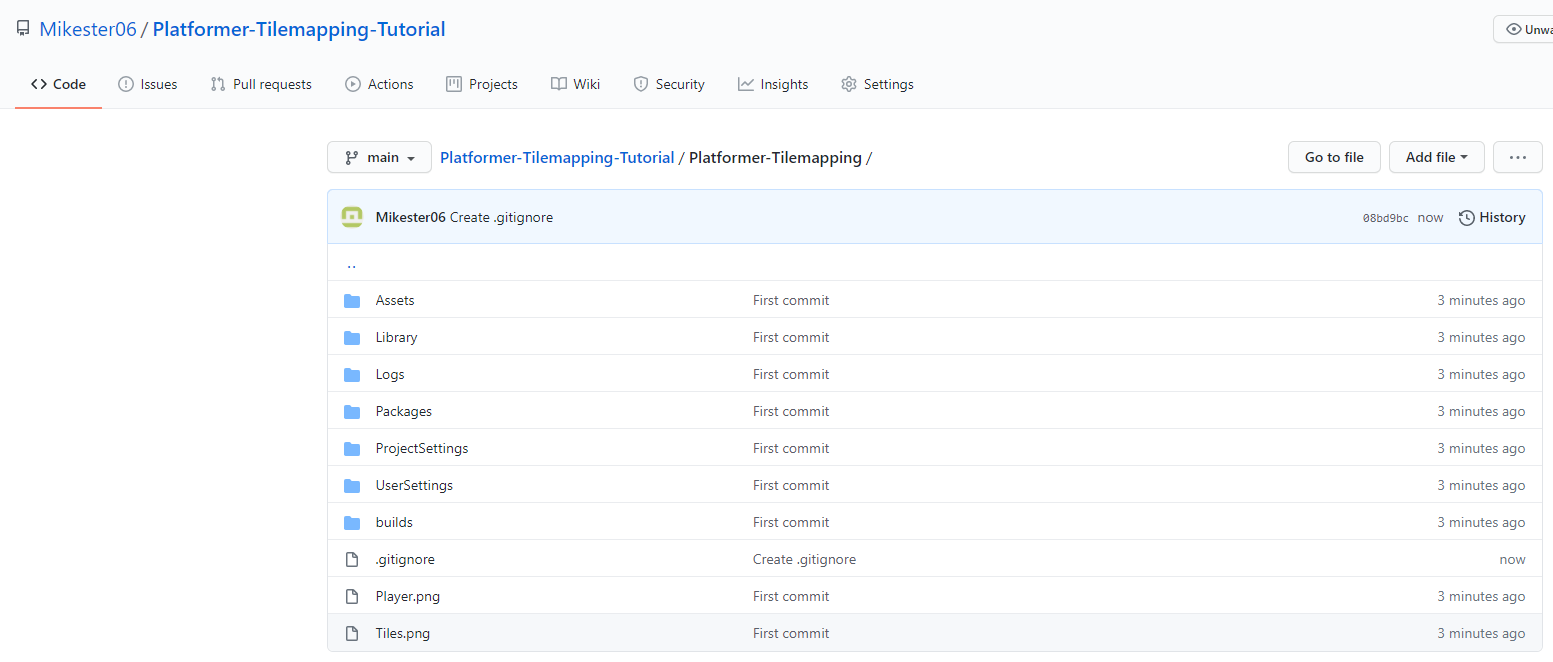 Mikester06 / Platformer-Tilemapping-Tutorial
Unwa
Code Issues Pull requests Actions Projects Wiki Security Insights Settings
main Platformer-Tilemapping-Tutorial / Platformer-Tilemapping / Go to file Add file ...
Mikester06 Create .gitignore 08bd9bc now History
..
Assets First commit 3 minutes ago
Library First commit 3 minutes ago
Logs First commit 3 minutes ago
Packages First commit 3 minutes ago
ProjectSettings First commit 3 minutes ago
UserSettings First commit 3 minutes ago
builds First commit 3 minutes ago
.gitignore Create .gitignore now
Player.png First commit 3 minutes ago
Tiles.png First commit 3 minutes ago